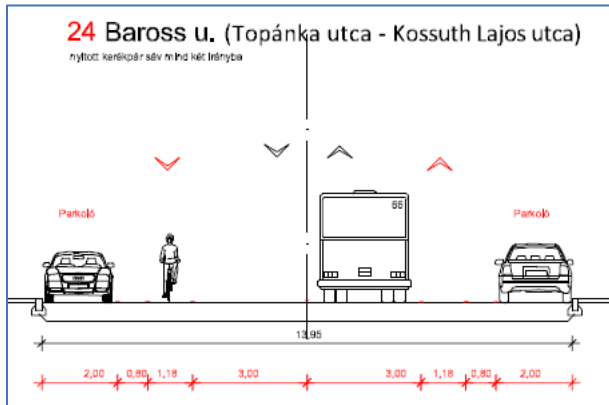 24 Baross u. (Topánka utca - Kossuth Lajos utca)
nyitott kerékpár sáv mind két irányba
Parkoló
66
Parkoló
13,95
2,00 0,80 1,18 3,00 3,00 1,18 0,80 2,00